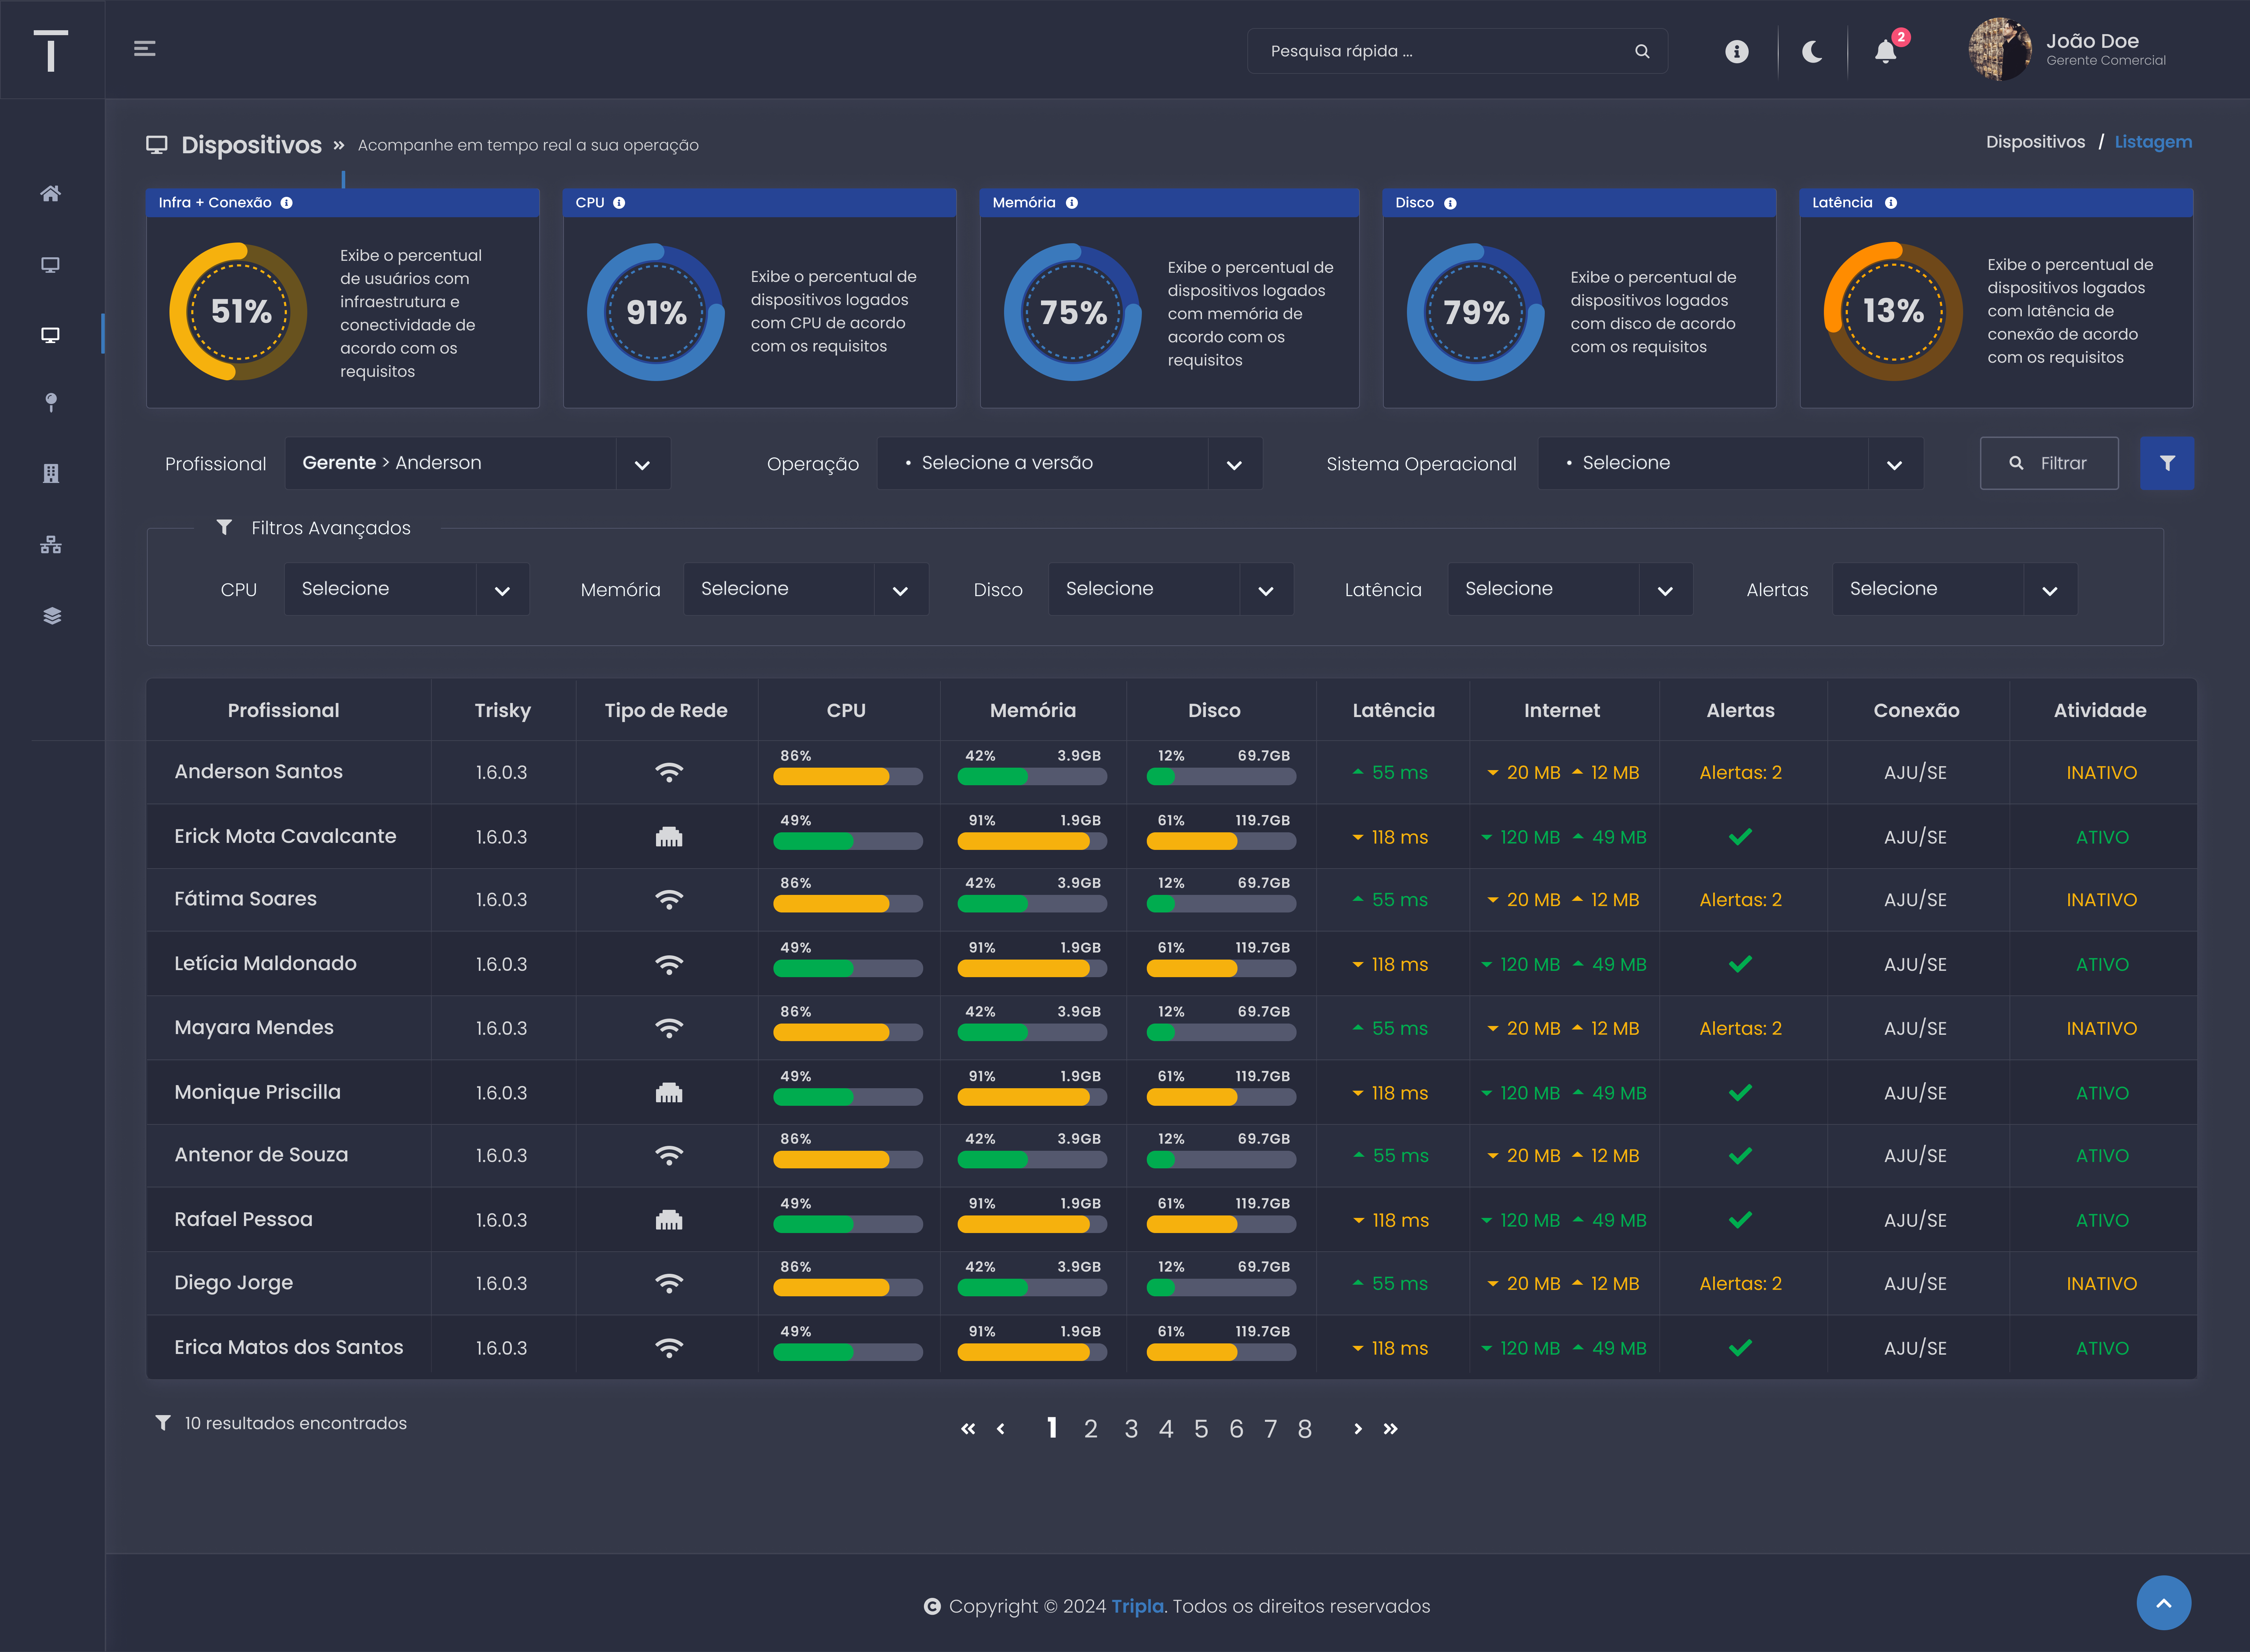 T
Pesquisa rápida ...
2
João Doe
Gerente Comercial
Dispositivos » Acompanhe em tempo real a sua operação
Dispositivos / Listagem
Infra + Conexão
51%
Exibe o percentual
de usuários com
infraestrutura e
conectividade de
acordo com os
requisitos
CPU
91%
Exibe o percentual de
dispositivos logados
com CPU de acordo
com os requisitos
Memória
75%
Exibe o percentual de
dispositivos logados
com memória de
acordo com os
requisitos
Disco
79%
Exibe o percentual de
dispositivos logados
com disco de acordo
com os requisitos
Latência
13%
Exibe o percentual de
dispositivos logados
com latência de
conexão de acordo
com os requisitos
Profissional Gerente > Anderson Operação • Selecione a versão Sistema Operacional • Selecione Filtrar
Filtros Avançados
CPU Selecione Memória Selecione Disco Selecione Latência Selecione Alertas Selecione
Profissional Trisky Tipo de Rede CPU Memória Disco Latência Internet Alertas Conexão Atividade
Anderson Santos 1.6.0.3 86% 42% 3.9GB 12% 69.7GB 55 ms 20 MB 12 MB Alertas: 2 AJU/SE INATIVO
Erick Mota Cavalcante 1.6.0.3 49% 91% 1.9GB 61% 119.7GB 118 ms 120 MB 49 MB AJU/SE ATIVO
Fátima Soares 1.6.0.3 86% 42% 3.9GB 12% 69.7GB 55 ms 20 MB 12 MB Alertas: 2 AJU/SE INATIVO
Letícia Maldonado 1.6.0.3 49% 91% 1.9GB 61% 119.7GB 118 ms 120 MB 49 MB AJU/SE ATIVO
Mayara Mendes 1.6.0.3 86% 42% 3.9GB 12% 69.7GB 55 ms 20 MB 12 MB Alertas: 2 AJU/SE INATIVO
Monique Priscilla 1.6.0.3 49% 91% 1.9GB 61% 119.7GB 118 ms 120 MB 49 MB AJU/SE ATIVO
Antenor de Souza 1.6.0.3 86% 42% 3.9GB 12% 69.7GB 55 ms 20 MB 12 MB AJU/SE ATIVO
Rafael Pessoa 1.6.0.3 49% 91% 1.9GB 61% 119.7GB 118 ms 120 MB 49 MB AJU/SE ATIVO
Diego Jorge 1.6.0.3 86% 42% 3.9GB 12% 69.7GB 55 ms 20 MB 12 MB Alertas: 2 AJU/SE INATIVO
Erica Matos dos Santos 1.6.0.3 49% 91% 1.9GB 61% 119.7GB 118 ms 120 MB 49 MB AJU/SE ATIVO
10 resultados encontrados
« ‹ 1 2 3 4 5 6 7 8 › »
Copyright © 2024 Tripla. Todos os direitos reservados